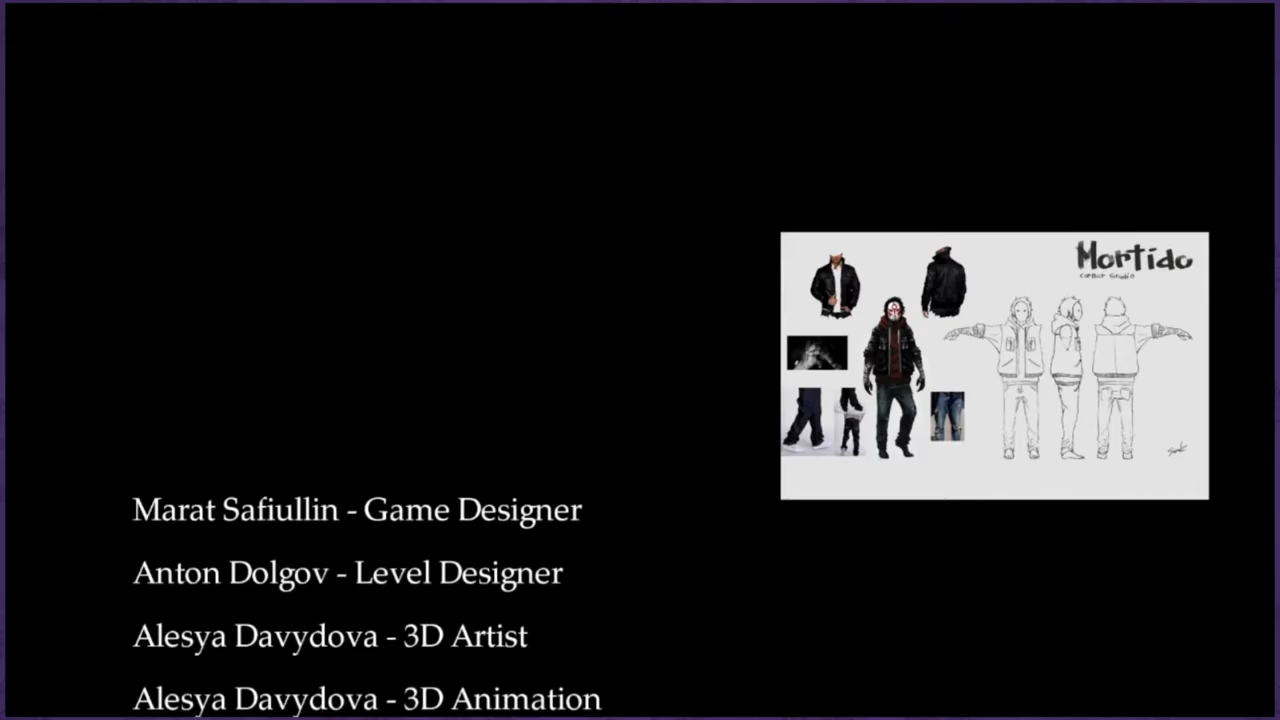 Mortido
Marat Safiullin - Game Designer
Anton Dolgov - Level Designer
Alesya Davydova - 3D Artist
Alesya Davydova - 3D Animation